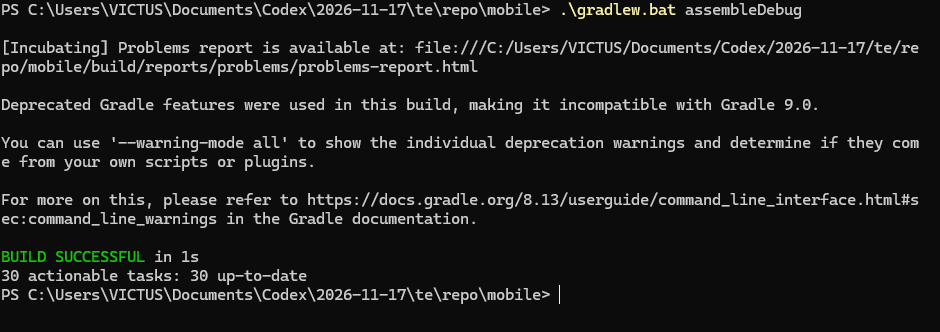 PS C:\Users\VICTUS\Documents\Codex\2026-11-17\te\repo\mobile> .\gradlew.bat assembleDebug
[Incubating] Problems report is available at: file:///C:/Users/VICTUS/Documents/Codex/2026-11-17/te/re
po/mobile/build/reports/problems/problems-report.html
Deprecated Gradle features were used in this build, making it incompatible with Gradle 9.0.
You can use '--warning-mode all' to show the individual deprecation warnings and determine if they com
e from your own scripts or plugins.
For more on this, please refer to https://docs.gradle.org/8.13/userguide/command_line_interface.html#s
ec:command_line_warnings in the Gradle documentation.
BUILD SUCCESSFUL in 1s
30 actionable tasks: 30 up-to-date
PS C:\Users\VICTUS\Documents\Codex\2026-11-17\te\repo\mobile>